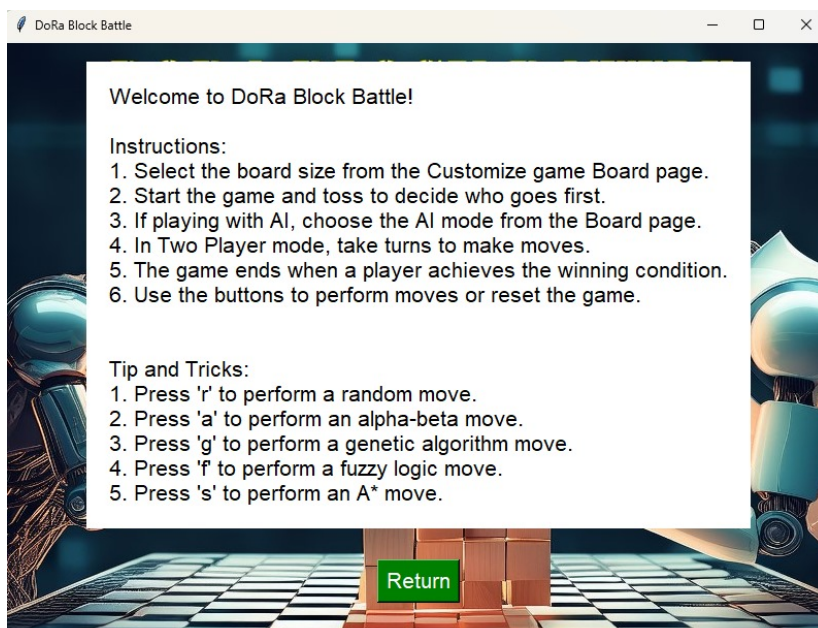 DoRa Block Battle
Welcome to DoRa Block Battle!
Instructions:
1. Select the board size from the Customize game Board page.
2. Start the game and toss to decide who goes first.
3. If playing with AI, choose the AI mode from the Board page.
4. In Two Player mode, take turns to make moves.
5. The game ends when a player achieves the winning condition.
6. Use the buttons to perform moves or reset the game.
Tip and Tricks:
1. Press 'r' to perform a random move.
2. Press 'a' to perform an alpha-beta move.
3. Press 'g' to perform a genetic algorithm move.
4. Press 'f' to perform a fuzzy logic move.
5. Press 's' to perform an A* move.
Return